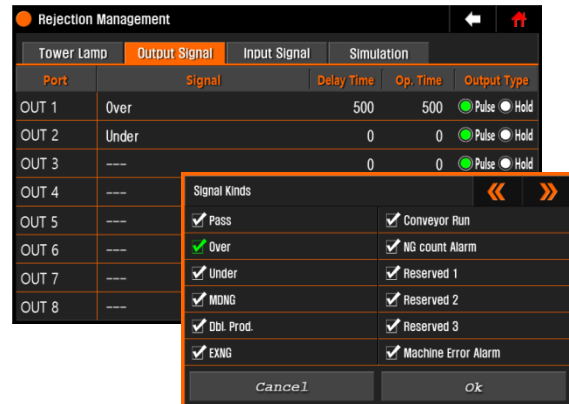 Rejection Management
Tower Lamp Output Signal Input Signal Simulation
Port Signal Delay Time Op. Time Output Type
OUT 1 Over 500 500 Pulse Hold
OUT 2 Under 0 0 Pulse Hold
OUT 3 --- 0 0 Pulse Hold
OUT 4 ---
OUT 5 ---
OUT 6 ---
OUT 7 ---
OUT 8 ---
Signal Kinds
Pass Conveyor Run
Over NG count Alarm
Under Reserved 1
MDNG Reserved 2
Dbl. Prod. Reserved 3
EXNG Machine Error Alarm
Cancel Ok